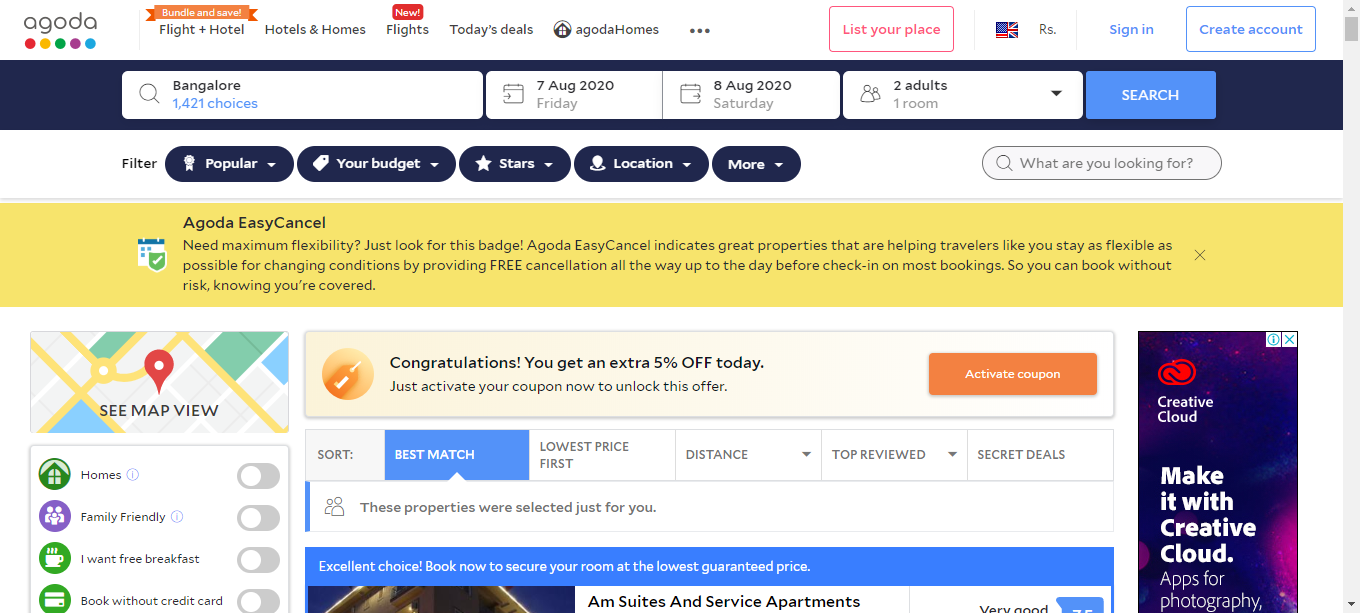 agoda
Bundle and save!
Flight + Hotel
Hotels & Homes
New!
Flights
Today's deals
agodaHomes
List your place
Rs.
Sign in
Create account
Bangalore
1,421 choices
7 Aug 2020
Friday
8 Aug 2020
Saturday
2 adults
1 room
SEARCH
Filter
Popular
Your budget
Stars
Location
More
What are you looking for?
Agoda EasyCancel
Need maximum flexibility? Just look for this badge! Agoda EasyCancel indicates great properties that are helping travelers like you stay as flexible as
possible for changing conditions by providing FREE cancellation all the way up to the day before check-in on most bookings. So you can book without
risk, knowing you're covered.
SEE MAP VIEW
Congratulations! You get an extra 5% OFF today.
Just activate your coupon now to unlock this offer.
Activate coupon
SORT:
BEST MATCH
LOWEST PRICE
FIRST
DISTANCE
TOP REVIEWED
SECRET DEALS
These properties were selected just for you.
Homes
Family Friendly
I want free breakfast
Book without credit card
Excellent choice! Book now to secure your room at the lowest guaranteed price.
Am Suites And Service Apartments
Very good
7.5
Creative
Cloud
Make
it with
Creative
Cloud.
Apps for
photography,